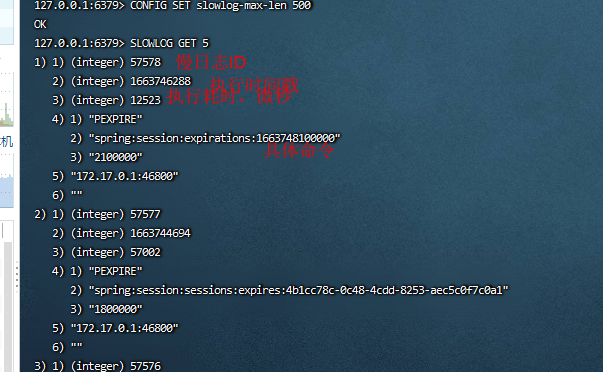 127.0.0.1:6379> CONFIG SET slowlog-max-len 500
OK
127.0.0.1:6379> SLOWLOG GET 5
1) 1) (integer) 57578 慢日志ID
2) (integer) 1663746288 执行时间戳
3) (integer) 12523 执行耗时,微秒
4) 1) "PEXPIRE"
2) "spring:session:expirations:1663748100000"
具体命令
3) "2100000"
5) "172.17.0.1:46800"
6) ""
2) 1) (integer) 57577
2) (integer) 1663744694
3) (integer) 57002
4) 1) "PEXPIRE"
2) "spring:session:sessions:expires:4b1cc78c-0c48-4cdd-8253-aec5c0f7c0a1"
3) "1800000"
5) "172.17.0.1:46800"
6) ""
3) 1) (integer) 57576
机